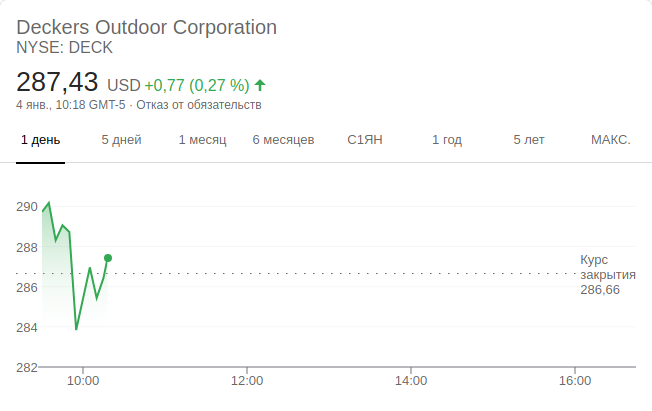 Deckers Outdoor Corporation
NYSE: DECK
287,43 USD +0,77 (0,27 %)
4 янв., 10:18 GMT-5 · Отказ от обязательств
1 день 5 дней 1 месяц 6 месяцев С1ЯН 1 год 5 лет МАКС.
290
288
286
284
282
Курс
закрытия
286,66
10:00 12:00 14:00 16:00